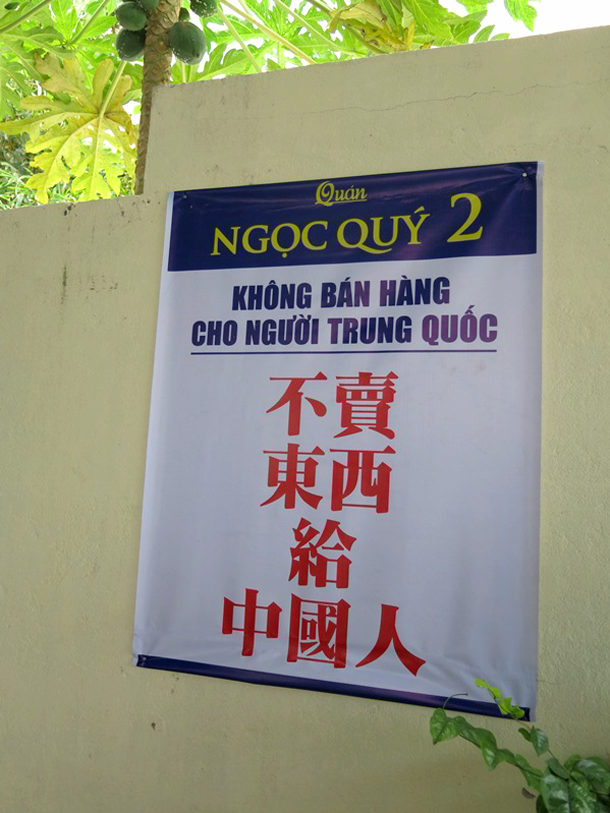 Quán
NGỌC QUÝ 2
KHÔNG BÁN HÀNG
CHO NGƯỜI TRUNG QUỐC
不賣
東西
給
中國人